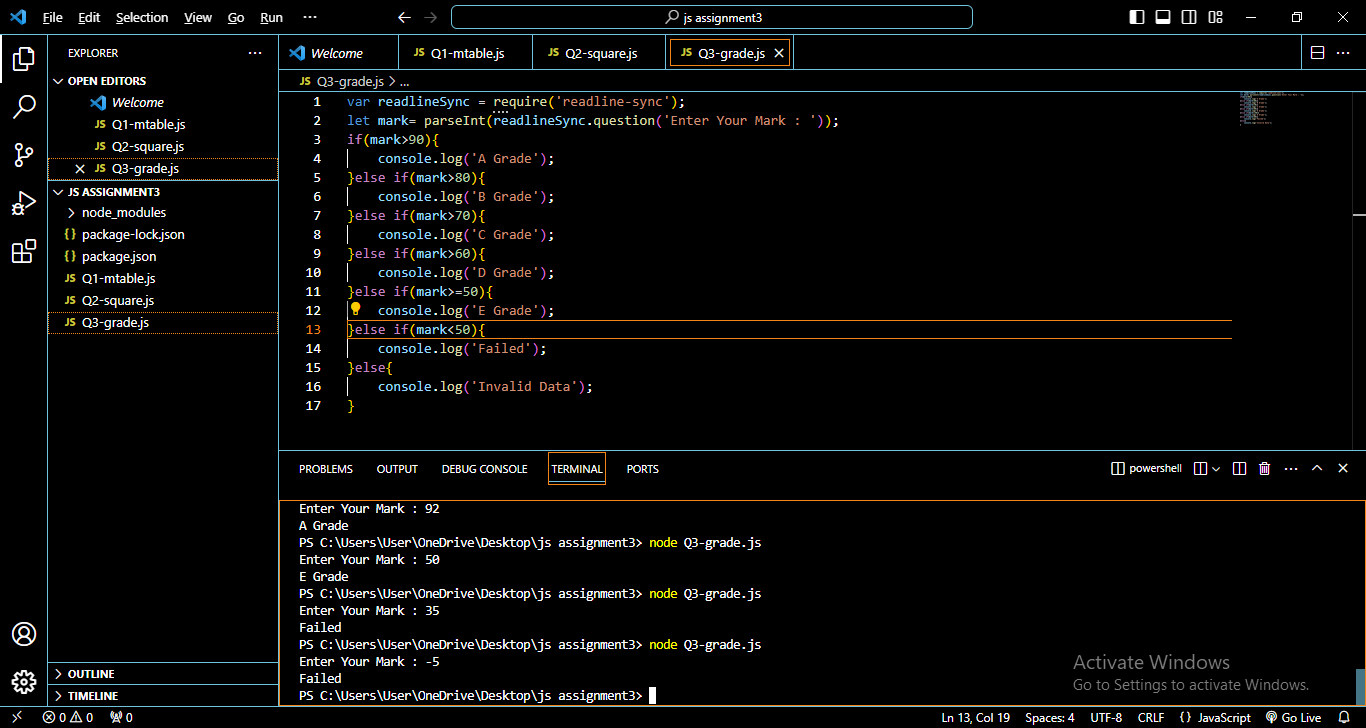 File Edit Selection View Go Run ···
js assignment3
EXPLORER ···
OPEN EDITORS
Welcome
JS Q1-mtable.js
JS Q2-square.js
JS Q3-grade.js
JS ASSIGNMENT3
node_modules
{} package-lock.json
{} package.json
JS Q1-mtable.js
JS Q2-square.js
JS Q3-grade.js
OUTLINE
TIMELINE
Welcome JS Q1-mtable.js JS Q2-square.js JS Q3-grade.js
JS Q3-grade.js > ...
1 var readlineSync = require('readline-sync');
2 let mark= parseInt(readlineSync.question('Enter Your Mark : '));
3 if(mark>90){
4 console.log('A Grade');
5 }else if(mark>80){
6 console.log('B Grade');
7 }else if(mark>70){
8 console.log('C Grade');
9 }else if(mark>60){
10 console.log('D Grade');
11 }else if(mark>=50){
12 console.log('E Grade');
13 }else if(mark<50){
14 console.log('Failed');
15 }else{
16 console.log('Invalid Data');
17 }
PROBLEMS OUTPUT DEBUG CONSOLE TERMINAL PORTS
powershell
Enter Your Mark : 92
A Grade
PS C:\Users\User\OneDrive\Desktop\js assignment3> node Q3-grade.js
Enter Your Mark : 50
E Grade
PS C:\Users\User\OneDrive\Desktop\js assignment3> node Q3-grade.js
Enter Your Mark : 35
Failed
PS C:\Users\User\OneDrive\Desktop\js assignment3> node Q3-grade.js
Enter Your Mark : -5
Failed
PS C:\Users\User\OneDrive\Desktop\js assignment3>
Activate Windows
Go to Settings to activate Windows.
0 0 0 Ln 13, Col 19 Spaces: 4 UTF-8 CRLF {} JavaScript Go Live